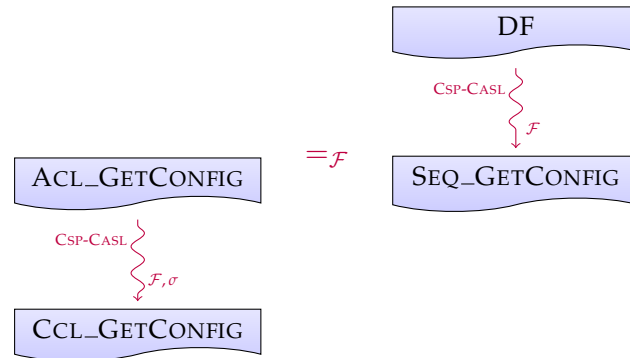 DF
CSP-CASL
F
=F
ACL_GETCONFIG
SEQ_GETCONFIG
CSP-CASL
F,σ
CCL_GETCONFIG